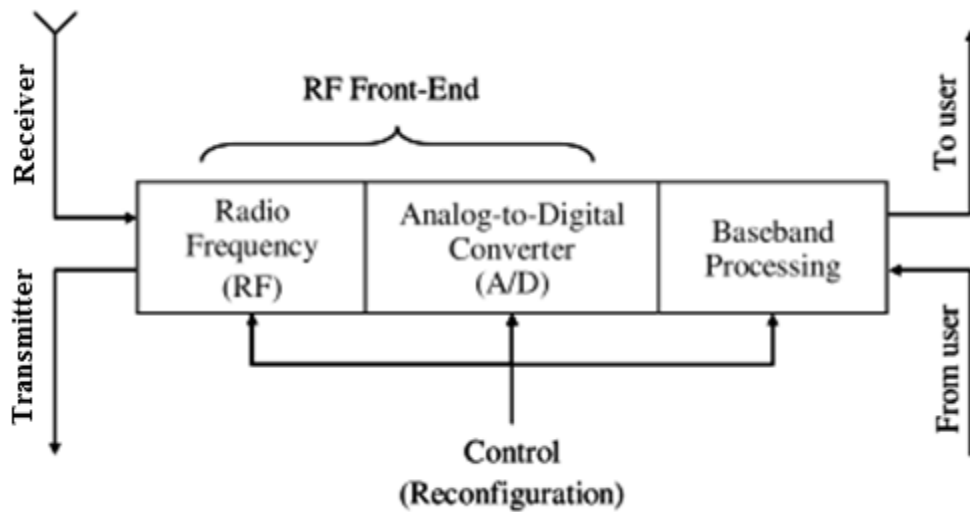 RF Front-End
Receiver
Transmitter
Radio
Frequency
(RF)
Analog-to-Digital
Converter
(A/D)
Baseband
Processing
To user
From user
Control
(Reconfiguration)